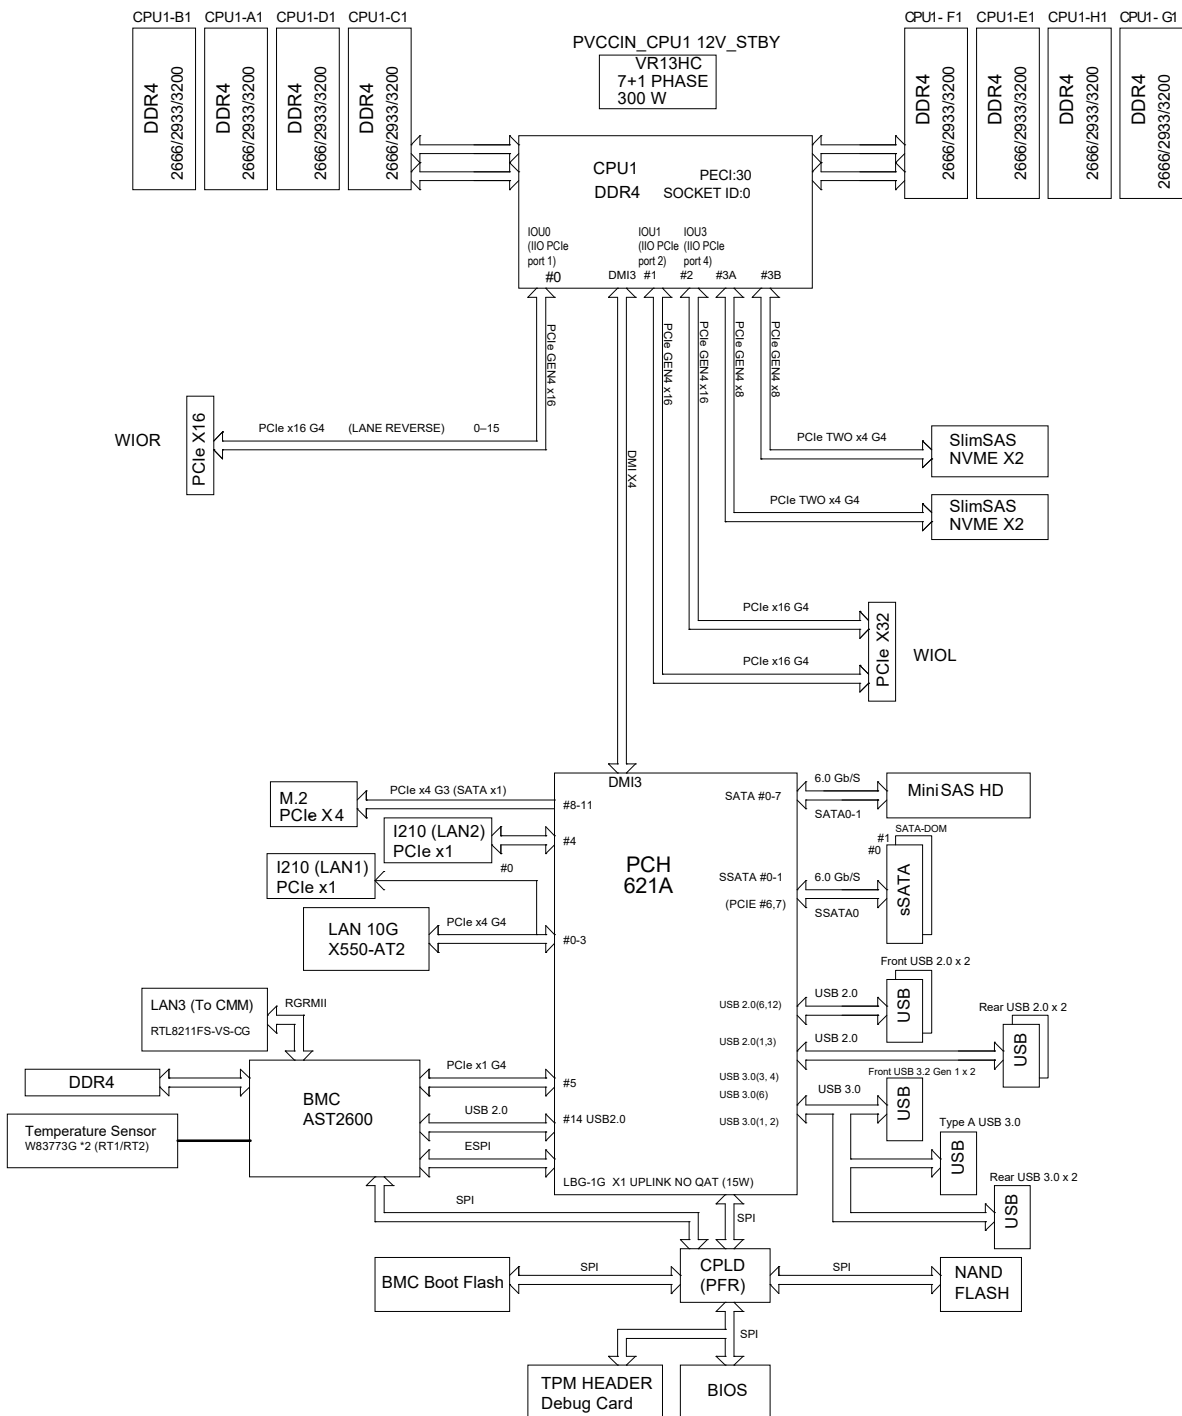 CPU1-B1 CPU1-A1 CPU1-D1 CPU1-C1
CPU1- F1 CPU1-E1 CPU1-H1 CPU1- G1
DDR4
2666/2933/3200
DDR4
2666/2933/3200
DDR4
2666/2933/3200
DDR4
2666/2933/3200
PVCCIN_CPU1 12V_STBY
VR13HC
7+1 PHASE
300 W
DDR4
2666/2933/3200
DDR4
2666/2933/3200
DDR4
2666/2933/3200
DDR4
2666/2933/3200
CPU1
DDR4
PECI:30
SOCKET ID:0
IOU0
(IIO PCIe
port 1)
#0
DMI3
IOU1
(IIO PCIe
port 2)
#1
IOU3
(IIO PCIe
port 4)
#2
#3A
#3B
PCIe GEN4 x16
PCIe GEN4 x16
PCIe GEN4 x16
PCIe GEN4 x8
PCIe GEN4 x8
WIOR
PCIe X16
PCIe x16 G4 (LANE REVERSE) 0–15
DMI X4
PCIe TWO x4 G4
SlimSAS
NVME X2
PCIe TWO x4 G4
SlimSAS
NVME X2
PCIe x16 G4
PCIe x16 G4
PCIe X32
WIOL
DMI3
M.2
PCIe X4
PCIe x4 G3 (SATA x1)
#8-11
I210 (LAN2)
PCIe x1
#4
I210 (LAN1)
PCIe x1
#0
LAN 10G
X550-AT2
PCIe x4 G4
#0-3
PCH
621A
SATA #0-7
6.0 Gb/S
SATA0-1
MiniSAS HD
SSATA #0-1
(PCIE #6,7)
6.0 Gb/S
SSATA0
SATA-DOM
#1
#0
sSATA
USB 2.0(6,12)
USB 2.0
Front USB 2.0 x 2
USB
USB 2.0(1,3)
USB 2.0
Rear USB 2.0 x 2
USB
USB 3.0(3, 4)
USB 3.0(6)
USB 3.0(1, 2)
USB 3.0
Front USB 3.2 Gen 1 x 2
USB
Type A USB 3.0
USB
Rear USB 3.0 x 2
USB
LAN3 (To CMM)
RTL8211FS-VS-CG
RGRMII
DDR4
BMC
AST2600
Temperature Sensor
W83773G *2 (RT1/RT2)
PCIe x1 G4
#5
USB 2.0
#14 USB2.0
ESPI
LBG-1G X1 UPLINK NO QAT (15W)
SPI
SPI
BMC Boot Flash
SPI
CPLD
(PFR)
SPI
NAND
FLASH
SPI
TPM HEADER
Debug Card
BIOS